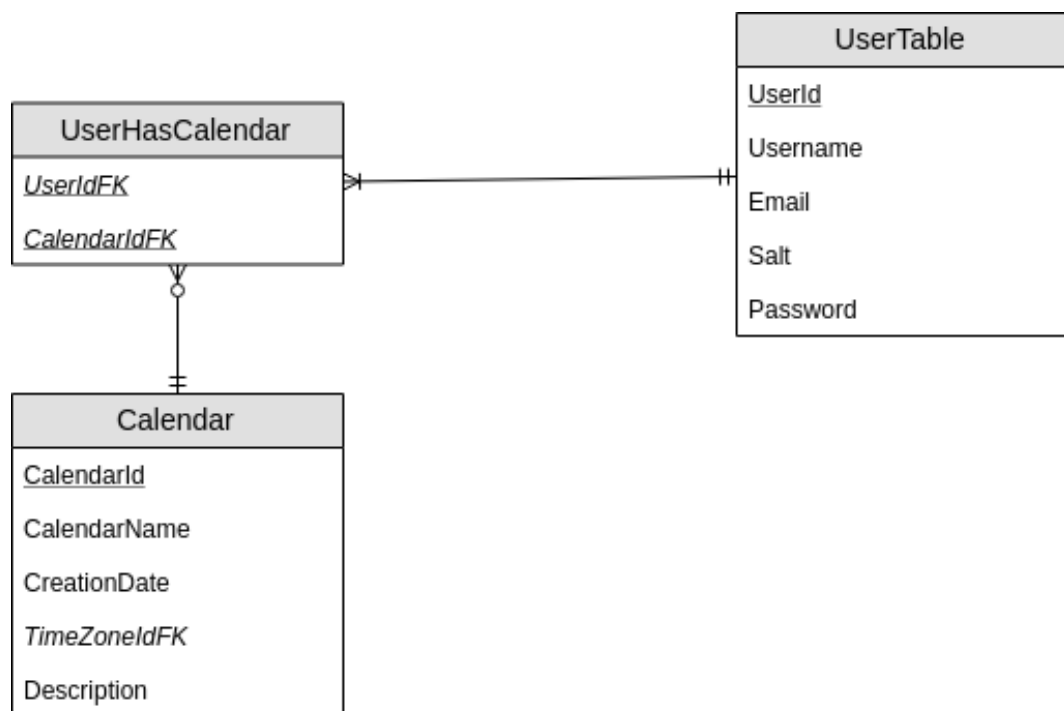 UserTable
UserId
Username
Email
Salt
Password
UserHasCalendar
UserIdFK
CalendarIdFK
Calendar
CalendarId
CalendarName
CreationDate
TimeZoneIdFK
Description